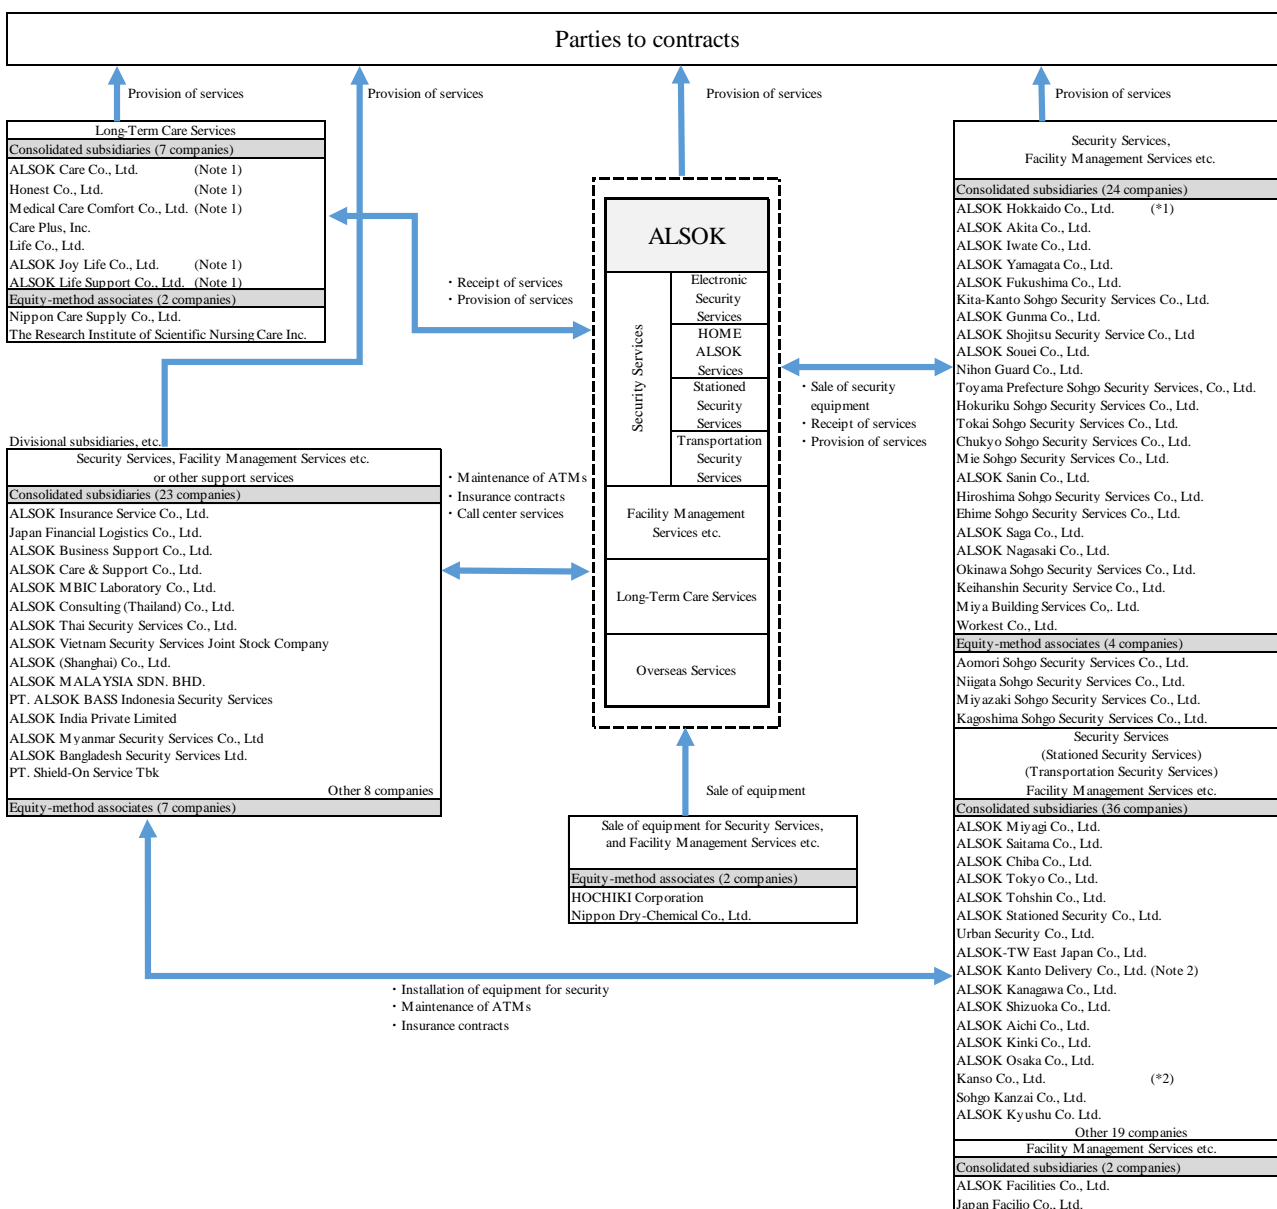 Parties to contracts
Provision of services
Provision of services
Provision of services
Provision of services
Long-Term Care Services
Consolidated subsidiaries (7 companies)
ALSOK Care Co., Ltd. (Note 1)
Honest Co., Ltd. (Note 1)
Medical Care Comfort Co., Ltd. (Note 1)
Care Plus, Inc.
Life Co., Ltd.
ALSOK Joy Life Co., Ltd. (Note 1)
ALSOK Life Support Co., Ltd. (Note 1)
Equity-method associates (2 companies)
Nippon Care Supply Co., Ltd.
The Research Institute of Scientific Nursing Care Inc.
・Receipt of services
・Provision of services
Divisional subsidiaries, etc.
Security Services, Facility Management Services etc.
or other support services
Consolidated subsidiaries (23 companies)
ALSOK Insurance Service Co., Ltd.
Japan Financial Logistics Co., Ltd.
ALSOK Business Support Co., Ltd.
ALSOK Care & Support Co., Ltd.
ALSOK MBIC Laboratory Co., Ltd.
ALSOK Consulting (Thailand) Co., Ltd.
ALSOK Thai Security Services Co., Ltd.
ALSOK Vietnam Security Services Joint Stock Company
ALSOK (Shanghai) Co., Ltd.
ALSOK MALAYSIA SDN. BHD.
PT. ALSOK BASS Indonesia Security Services
ALSOK India Private Limited
ALSOK Myanmar Security Services Co., Ltd
ALSOK Bangladesh Security Services Ltd.
PT. Shield-On Service Tbk
Other 8 companies
Equity-method associates (7 companies)
・Maintenance of ATMs
・Insurance contracts
・Call center services
ALSOK
Security Services
Electronic
Security
Services
HOME
ALSOK
Services
Stationed
Security
Services
Transportation
Security
Services
Facility Management
Services etc.
Long-Term Care Services
Overseas Services
Sale of equipment
Sale of equipment for Security Services,
and Facility Management Services etc.
Equity-method associates (2 companies)
HOCHIKI Corporation
Nippon Dry-Chemical Co., Ltd.
・Installation of equipment for security
・Maintenance of ATMs
・Insurance contracts
・Sale of security
equipment
・Receipt of services
・Provision of services
Security Services,
Facility Management Services etc.
Consolidated subsidiaries (24 companies)
ALSOK Hokkaido Co., Ltd. (*1)
ALSOK Akita Co., Ltd.
ALSOK Iwate Co., Ltd.
ALSOK Yamagata Co., Ltd.
ALSOK Fukushima Co., Ltd.
Kita-Kanto Sohgo Security Services Co., Ltd.
ALSOK Gunma Co., Ltd.
ALSOK Shojitsu Security Service Co., Ltd
ALSOK Souei Co., Ltd.
Nihon Guard Co., Ltd.
Toyama Prefecture Sohgo Security Services, Co., Ltd.
Hokuriku Sohgo Security Services Co., Ltd.
Tokai Sohgo Security Services Co., Ltd.
Chukyo Sohgo Security Services Co., Ltd.
Mie Sohgo Security Services Co., Ltd.
ALSOK Sanin Co., Ltd.
Hiroshima Sohgo Security Services Co., Ltd.
Ehime Sohgo Security Services Co., Ltd.
ALSOK Saga Co., Ltd.
ALSOK Nagasaki Co., Ltd.
Okinawa Sohgo Security Services Co., Ltd.
Keihanshin Security Service Co., Ltd.
Miya Building Services Co,. Ltd.
Workest Co., Ltd.
Equity-method associates (4 companies)
Aomori Sohgo Security Services Co., Ltd.
Niigata Sohgo Security Services Co., Ltd.
Miyazaki Sohgo Security Services Co., Ltd.
Kagoshima Sohgo Security Services Co., Ltd.
Security Services
(Stationed Security Services)
(Transportation Security Services)
Facility Management Services etc.
Consolidated subsidiaries (36 companies)
ALSOK Miyagi Co., Ltd.
ALSOK Saitama Co., Ltd.
ALSOK Chiba Co., Ltd.
ALSOK Tokyo Co., Ltd.
ALSOK Tohshin Co., Ltd.
ALSOK Stationed Security Co., Ltd.
Urban Security Co., Ltd.
ALSOK-TW East Japan Co., Ltd.
ALSOK Kanto Delivery Co., Ltd. (Note 2)
ALSOK Kanagawa Co., Ltd.
ALSOK Shizuoka Co., Ltd.
ALSOK Aichi Co., Ltd.
ALSOK Kinki Co., Ltd.
ALSOK Osaka Co., Ltd.
Kanso Co., Ltd. (*2)
Sohgo Kanzai Co., Ltd.
ALSOK Kyushu Co. Ltd.
Other 19 companies
Facility Management Services etc.
Consolidated subsidiaries (2 companies)
ALSOK Facilities Co., Ltd.
Japan Facilio Co., Ltd.